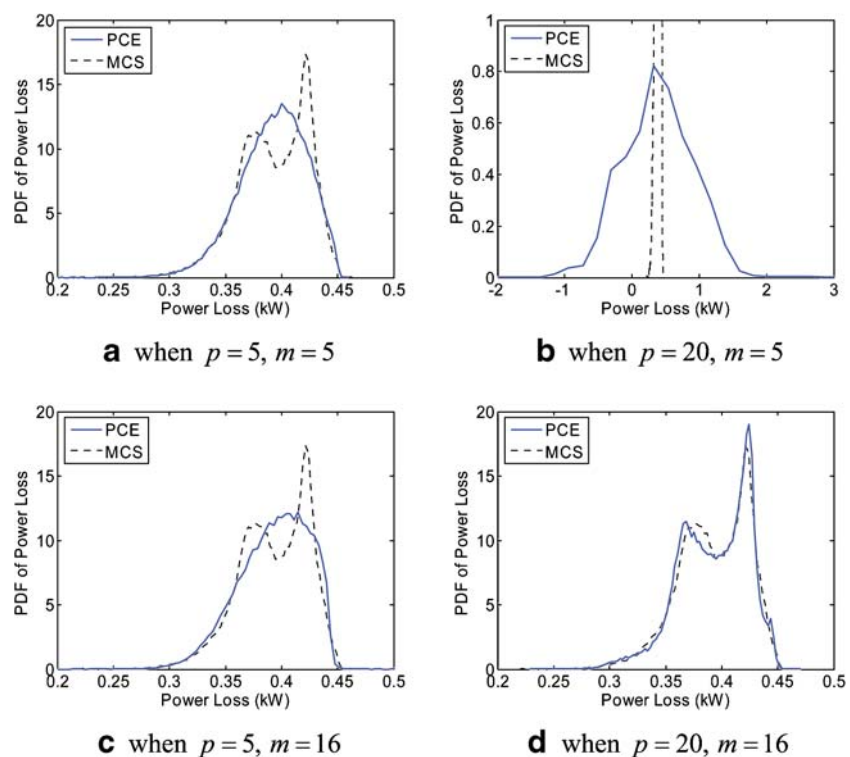 20
15
10
5
0
PDF of Power Loss
PCE
MCS
0.2 0.25 0.3 0.35 0.4 0.45 0.5
Power Loss (kW)
a when p = 5, m = 5
1
0.8
0.6
0.4
0.2
0
PDF of Power Loss
PCE
MCS
-2 -1 0 1 2 3
Power Loss (kW)
b when p = 20, m = 5
20
15
10
5
0
PDF of Power Loss
PCE
MCS
0.2 0.25 0.3 0.35 0.4 0.45 0.5
Power Loss (kW)
c when p = 5, m = 16
20
15
10
5
0
PDF of Power Loss
PCE
MCS
0.2 0.25 0.3 0.35 0.4 0.45 0.5
Power Loss (kW)
d when p = 20, m = 16